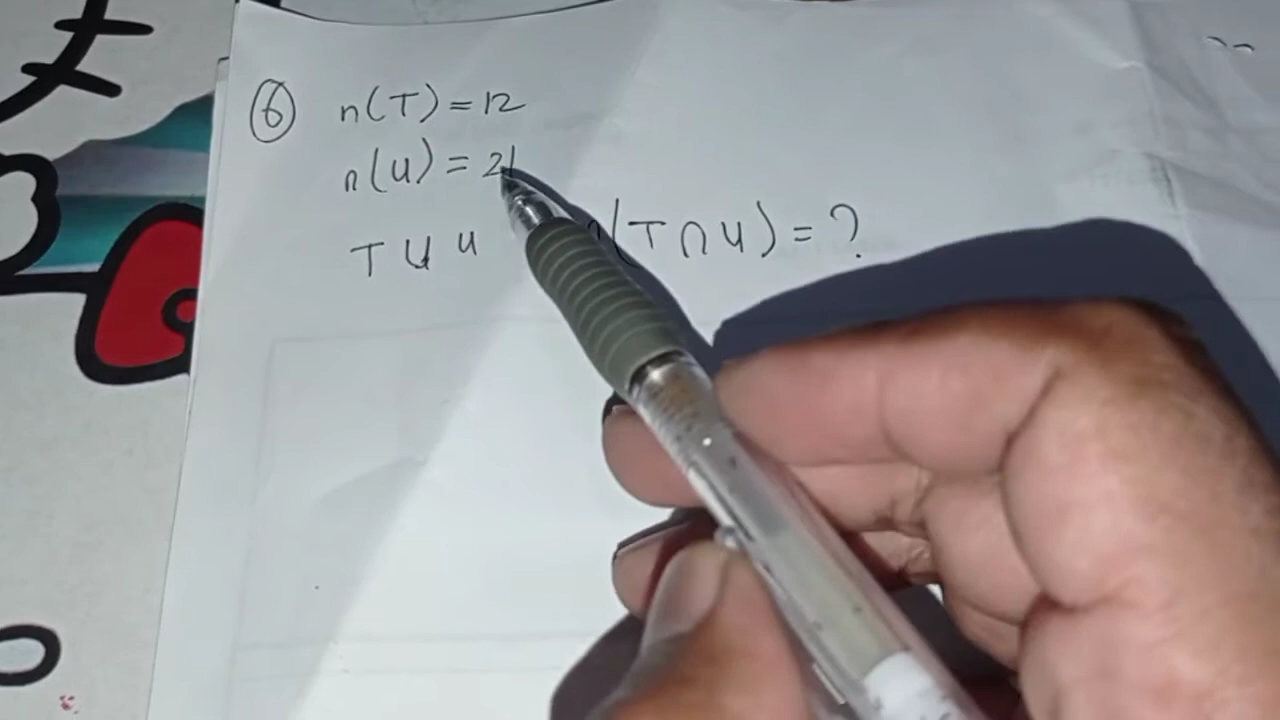 ⑥ n(T) = 12
n(U) = 21
T U U n(T ∩ U) = ?